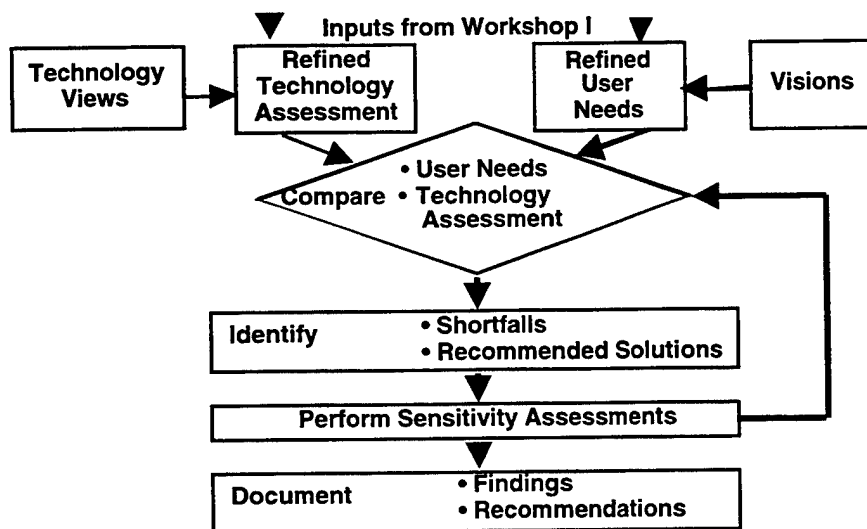 Inputs from Workshop I
Technology
Views
Refined
Technology
Assessment
Refined
User
Needs
Visions
Compare
• User Needs
• Technology
Assessment
Identify
• Shortfalls
• Recommended Solutions
Perform Sensitivity Assessments
Document
• Findings
• Recommendations